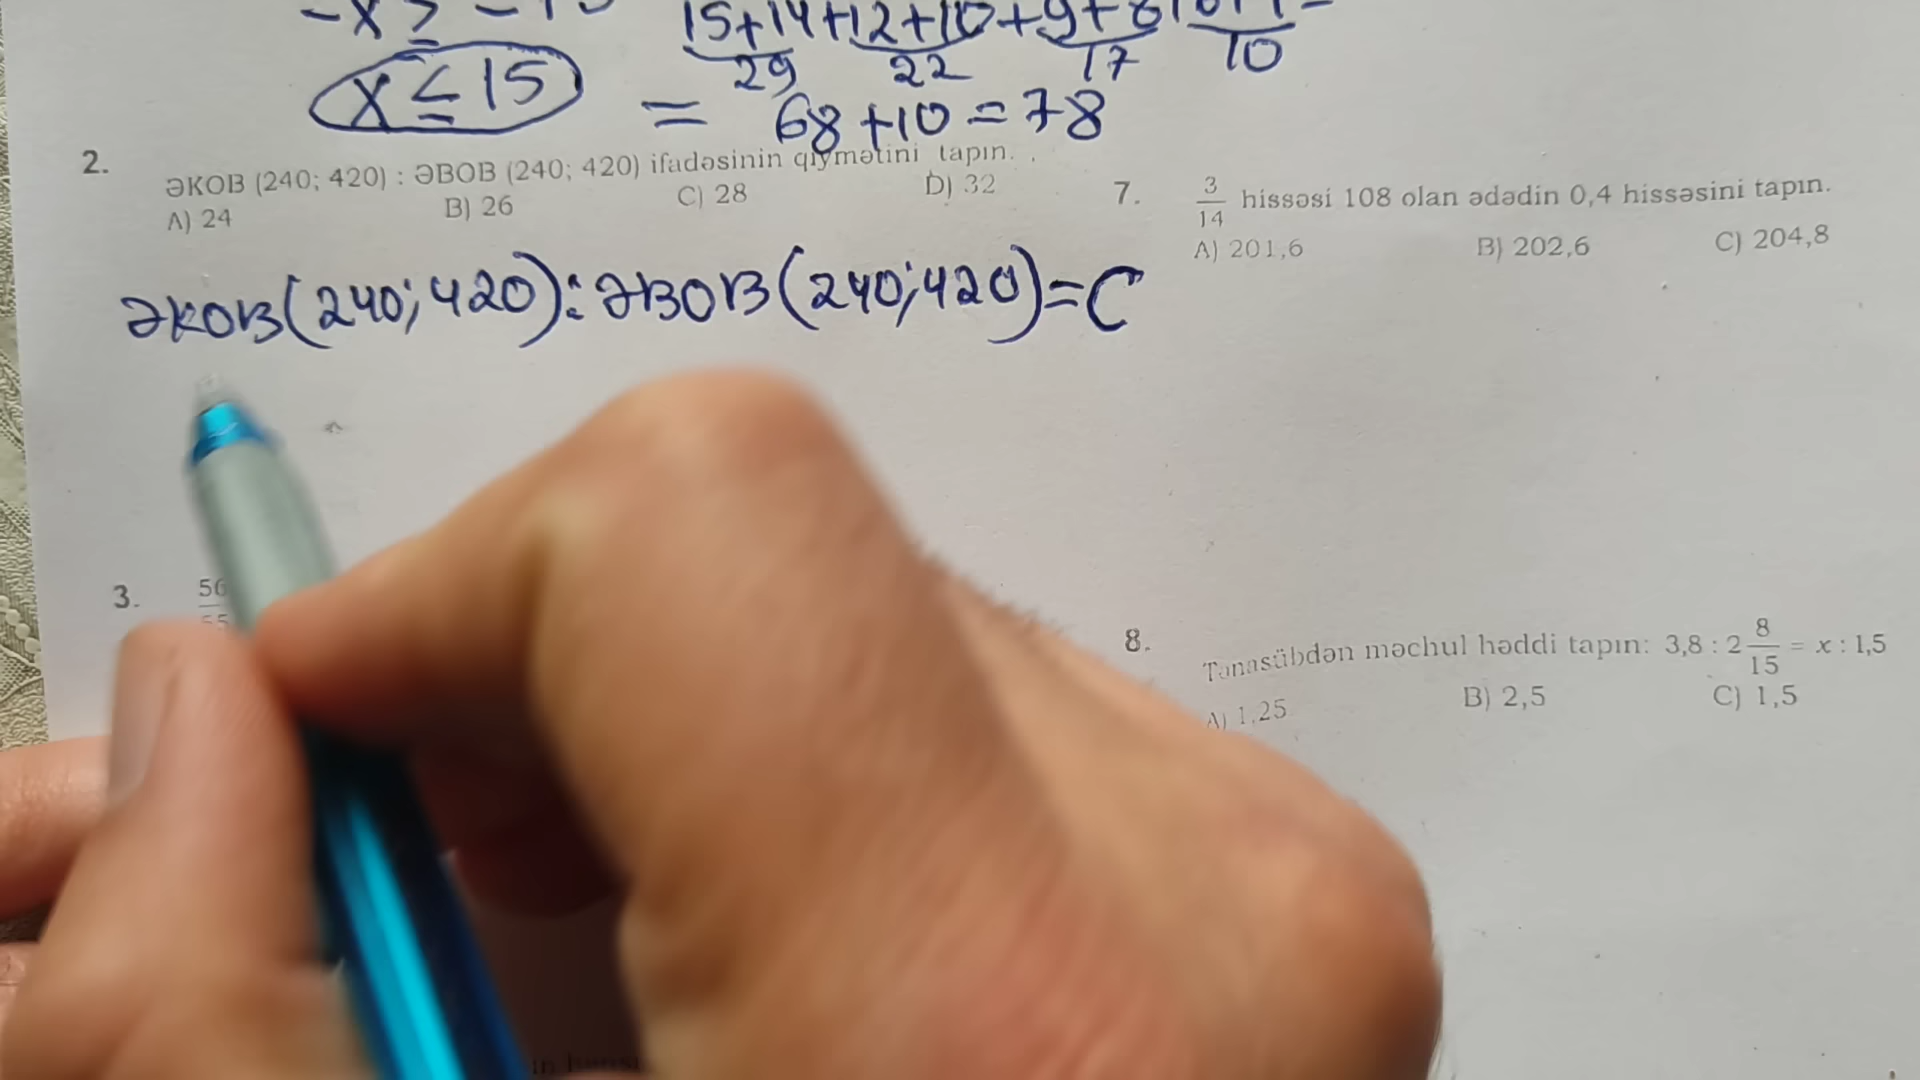 -x ≥ -1
15+14+12+10+9+8
29 22 17 10
x ≤ 15
= 68+10=78
2.
ƏKOB (240; 420) : ƏBOB (240; 420) ifadəsinin qiymətini tapın.
A) 24 B) 26 C) 28 D) 32
ƏKOB(240;420):ƏBOB(240;420)=C
3.
56
55
7. 3/14 hissəsi 108 olan ədədin 0,4 hissəsini tapın.
A) 201,6 B) 202,6 C) 204,8
8. Tənasübdən məchul həddi tapın: 3,8 : 2 8/15 = x : 1,5
A) 1,25 B) 2,5 C) 1,5